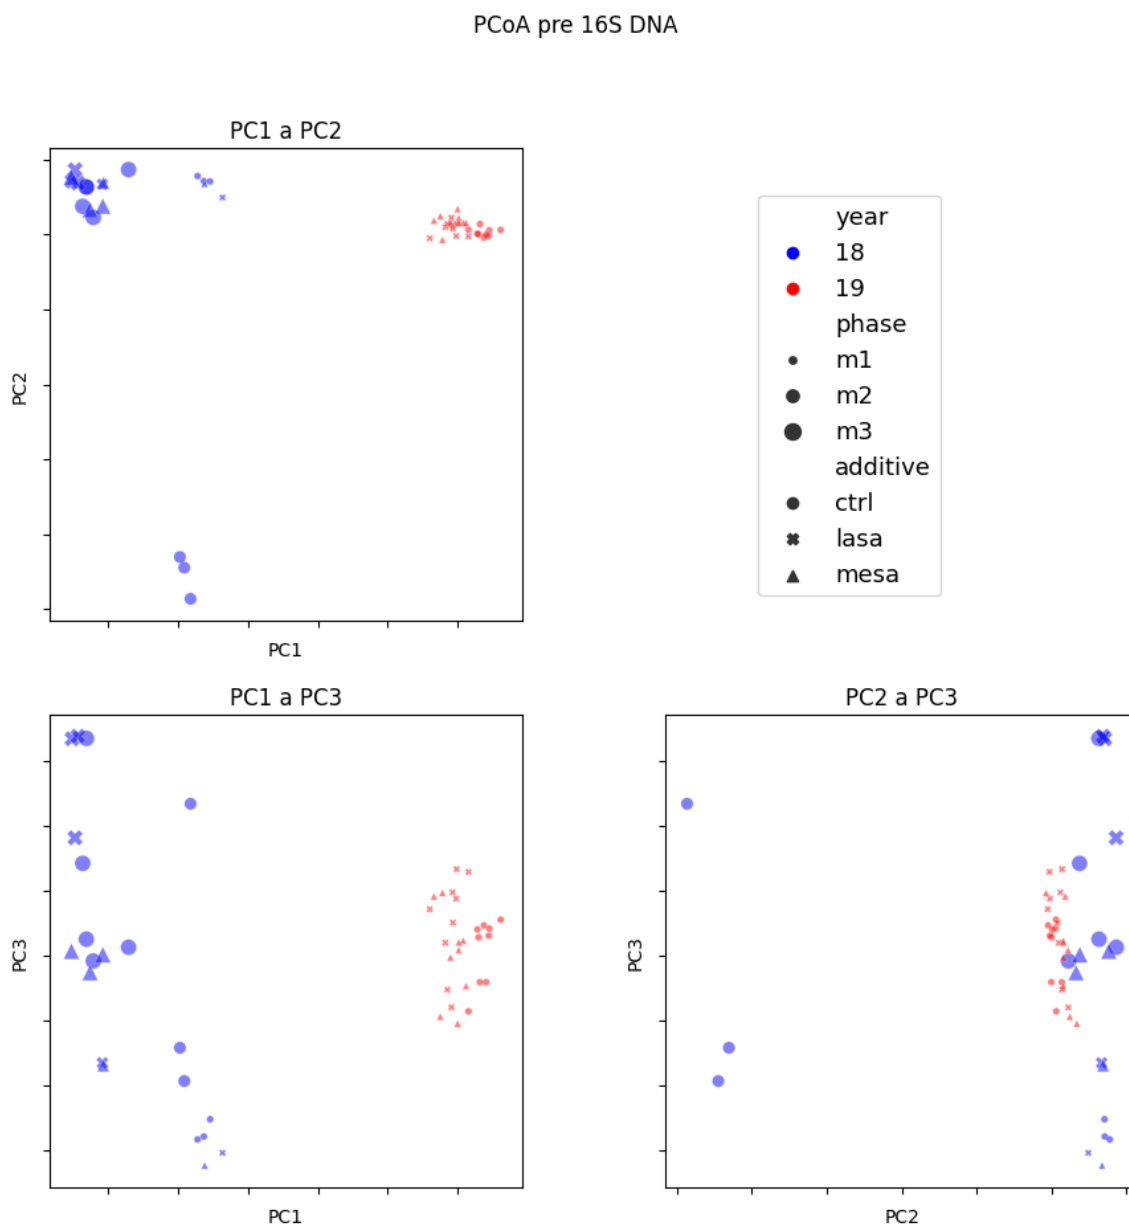 PCoA pre 16S DNA
PC1 a PC2
PC2
PC1
year
18
19
phase
m1
m2
m3
additive
ctrl
lasa
mesa
PC1 a PC3
PC3
PC1
PC2 a PC3
PC3
PC2